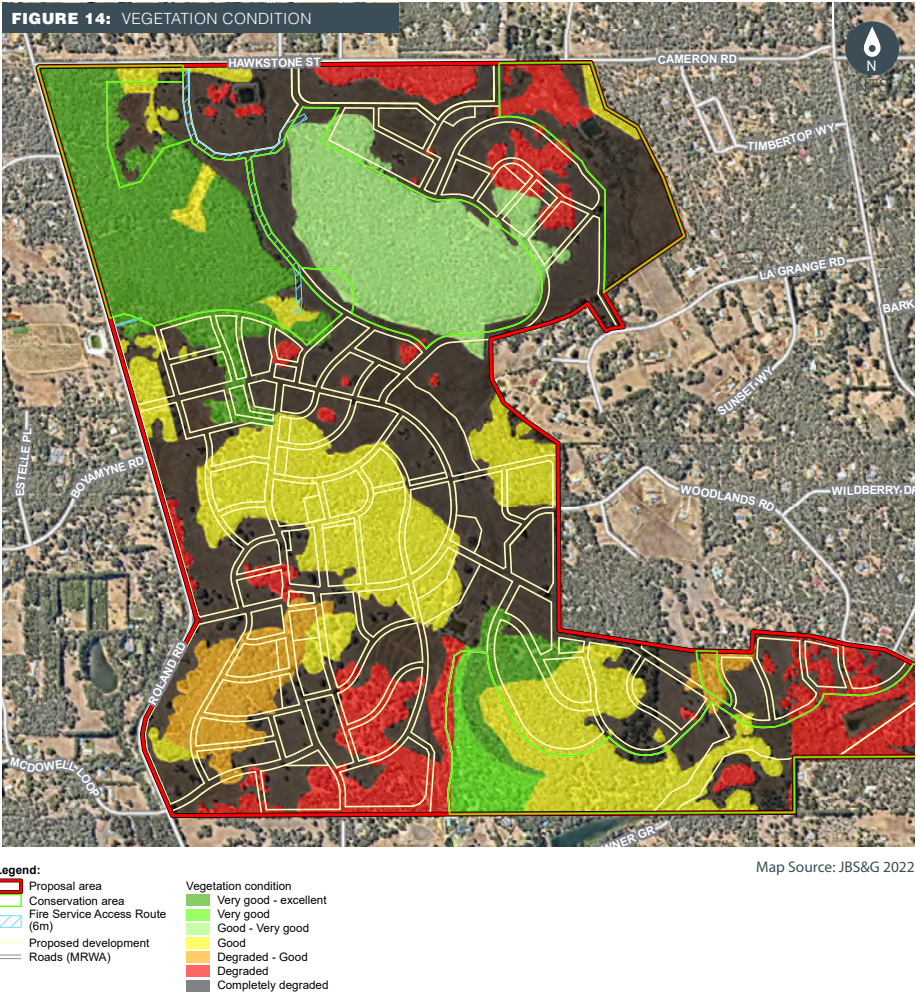 FIGURE 14: VEGETATION CONDITION
HAWKSTONE ST
CAMERON RD
N
TIMBERTOP WY
LA GRANGE RD
BARK
SUNSET WY
ESTELLE PL
BOYAMYNE RD
WOODLANDS RD
WILDBERRY DR
ROLAND RD
MCDOWELL LOOP
WNER GR
Map Source: JBS&G 2022
Legend:
Proposal area
Conservation area
Fire Service Access Route
(6m)
Proposed development
Roads (MRWA)
Vegetation condition
Very good - excellent
Very good
Good - Very good
Good
Degraded - Good
Degraded
Completely degraded